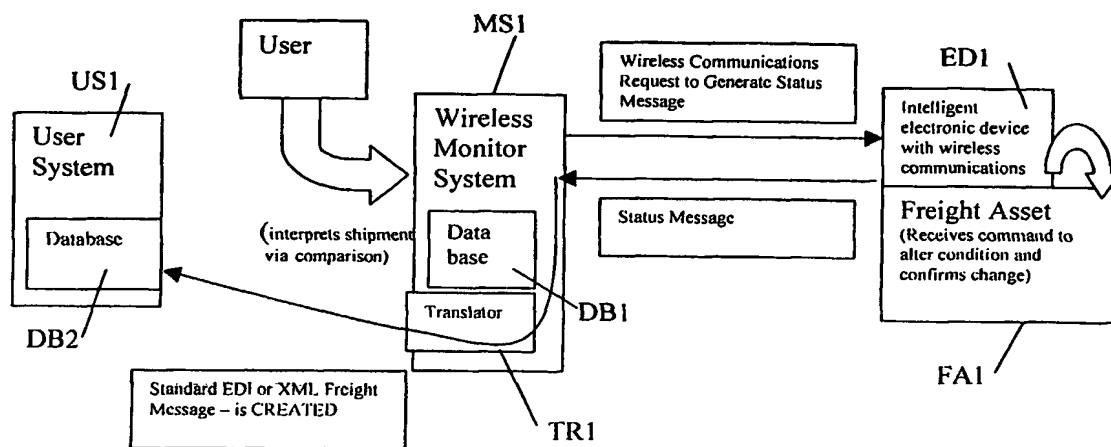 MS1
User
Wireless Communications
Request to Generate Status
Message
ED1
US1
User
System
Wireless
Monitor
System
Intelligent
electronic device
with wireless
communications
Database
(interprets shipment
via comparison)
Data
base
Status Message
Freight Asset
(Receives command to
alter condition and
confirms change)
Translator
DB1
DB2
FA1
Standard EDI or XML Freight
Message – is CREATED
TR1